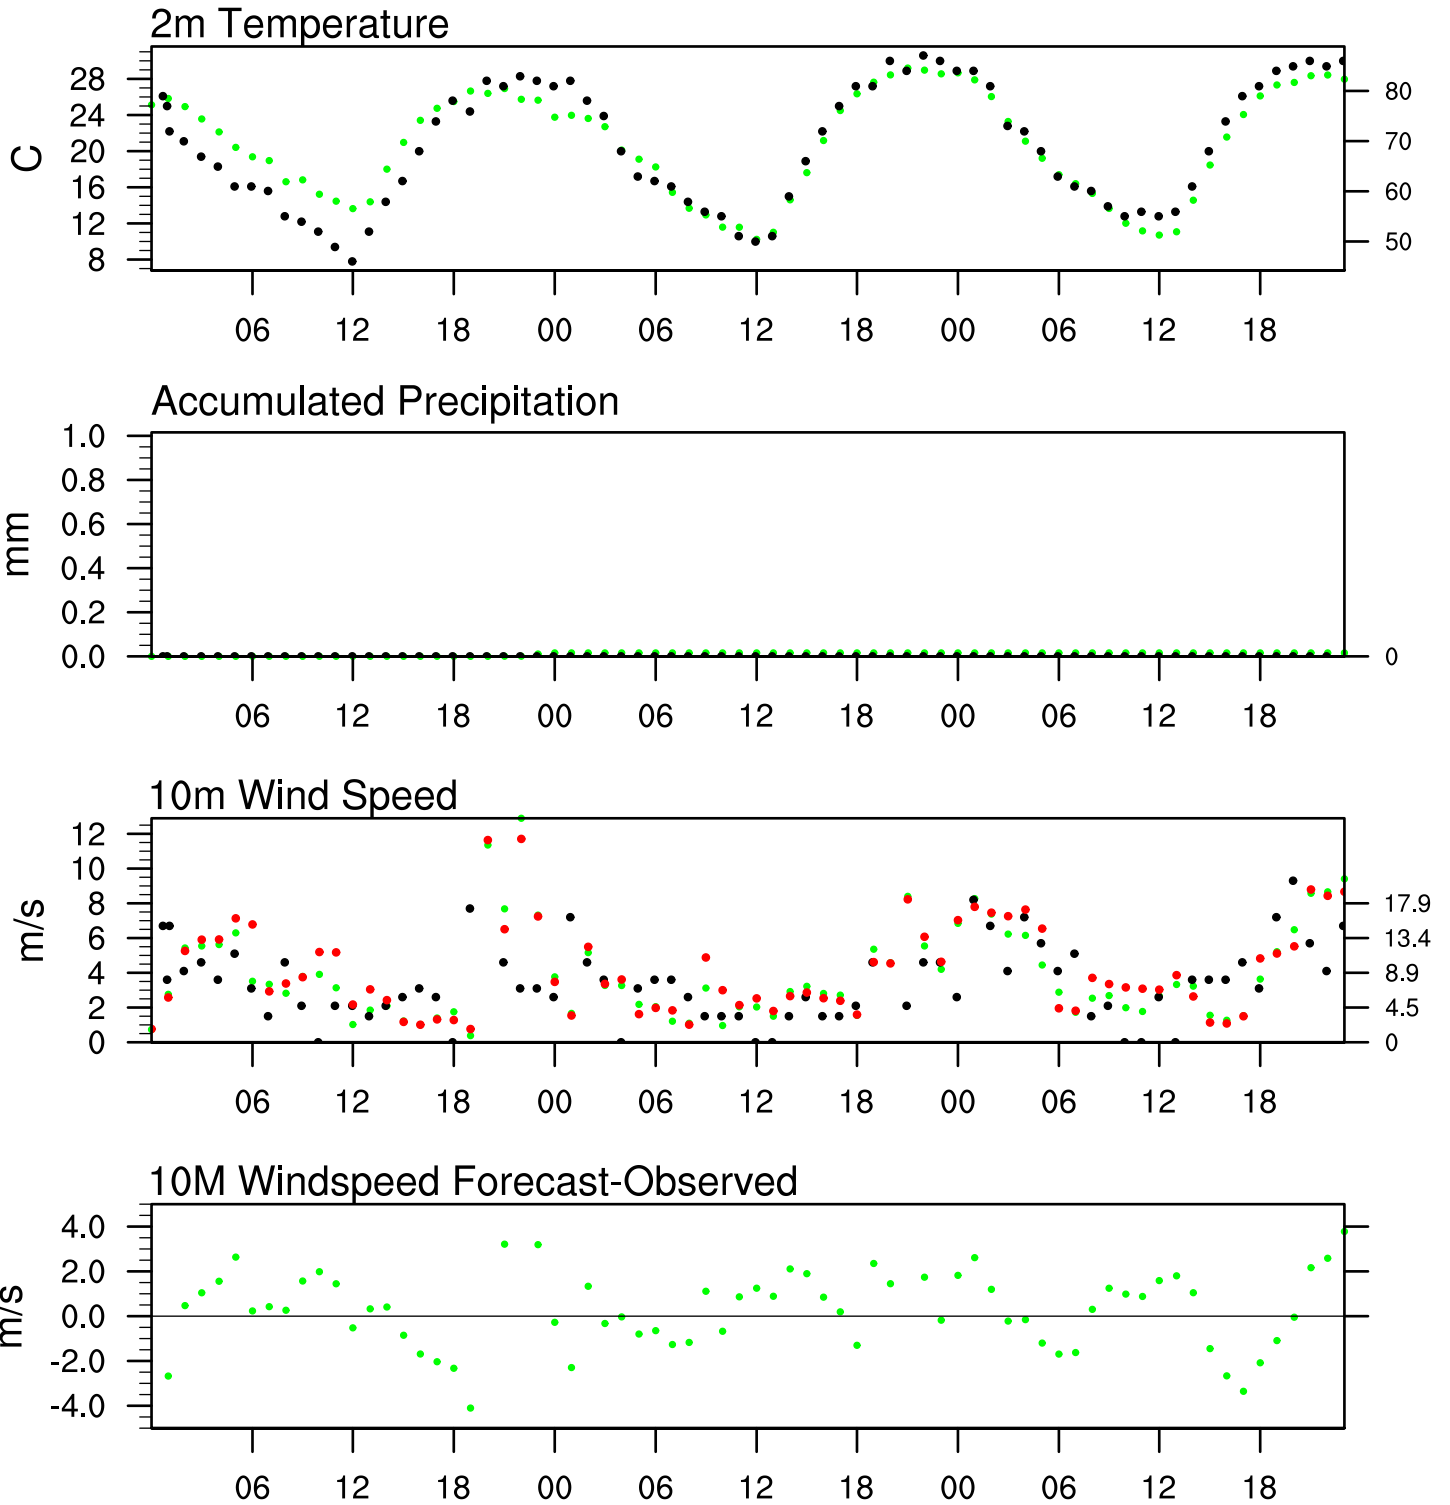 2m Temperature
28
24
20
16
12
8
C
80
70
60
50
06 12 18 00 06 12 18 00 06 12 18
Accumulated Precipitation
1.0
0.8
0.6
0.4
0.2
0.0
mm
0
06 12 18 00 06 12 18 00 06 12 18
10m Wind Speed
12
10
8
6
4
2
0
m/s
17.9
13.4
8.9
4.5
0
06 12 18 00 06 12 18 00 06 12 18
10M Windspeed Forecast-Observed
4.0
2.0
0.0
-2.0
-4.0
m/s
06 12 18 00 06 12 18 00 06 12 18